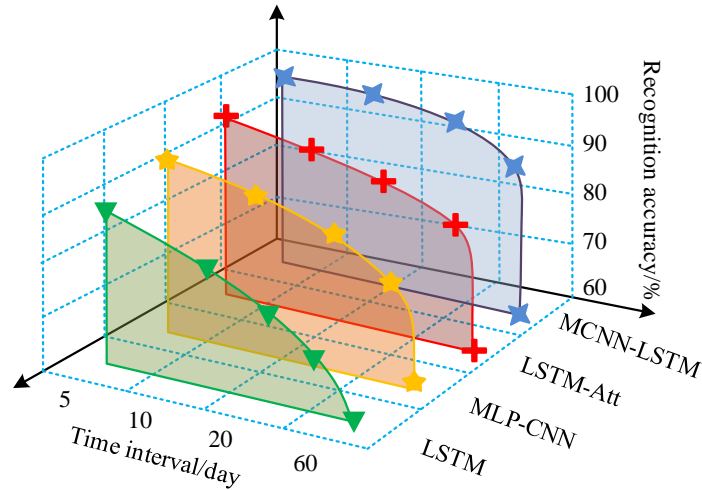 100
90
80
70
60
Recognition accuracy/%
MCNN-LSTM
LSTM-Att
MLP-CNN
LSTM
5
10
20
60
Time interval/day